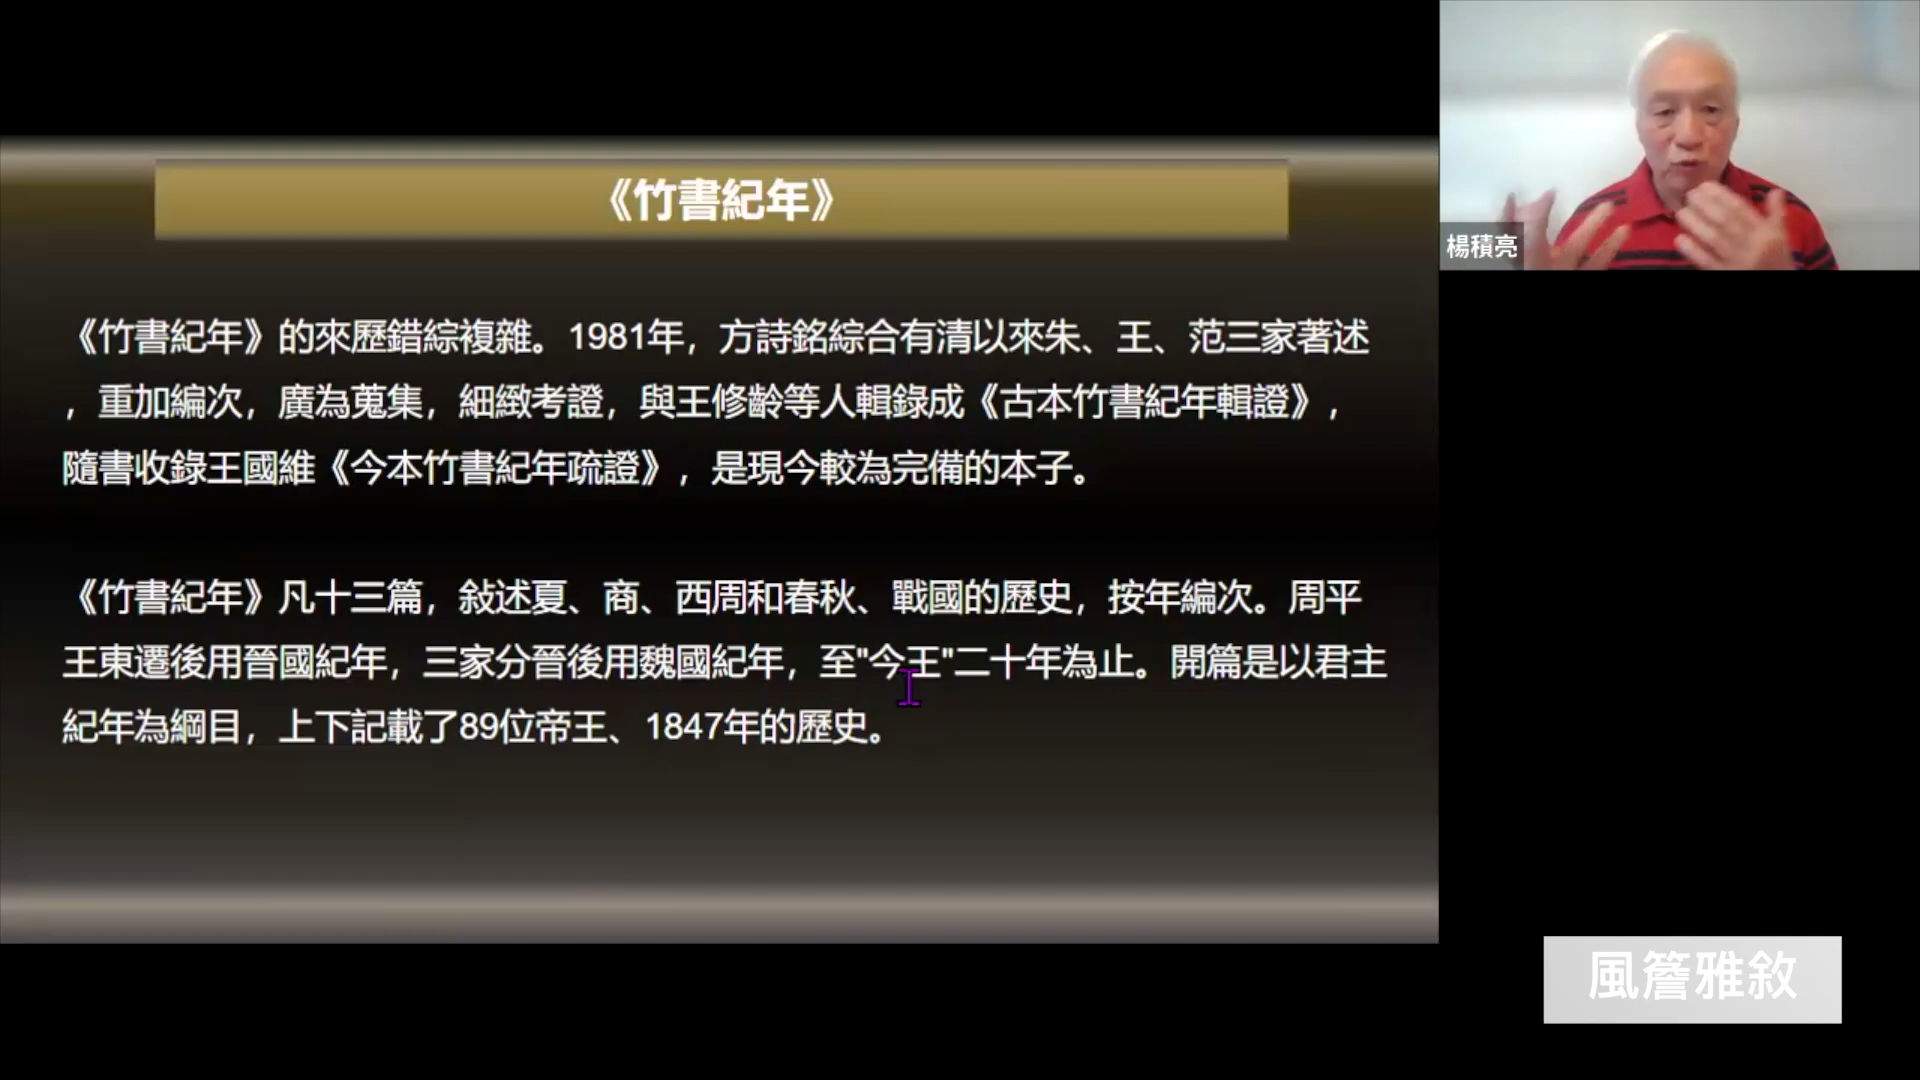 《竹書紀年》
《竹書紀年》的來歷錯綜複雜。1981年，方詩銘綜合有清以來朱、王、范三家著述
，重加編次，廣為蒐集，細緻考證，與王修齡等人輯錄成《古本竹書紀年輯證》，
隨書收錄王國維《今本竹書紀年疏證》，是現今較為完備的本子。
《竹書紀年》凡十三篇，敍述夏、商、西周和春秋、戰國的歷史，按年編次。周平
王東遷後用晉國紀年，三家分晉後用魏國紀年，至"今王"二十年為止。開篇是以君主
紀年為綱目，上下記載了89位帝王、1847年的歷史。
楊積亮
風簷雅敘